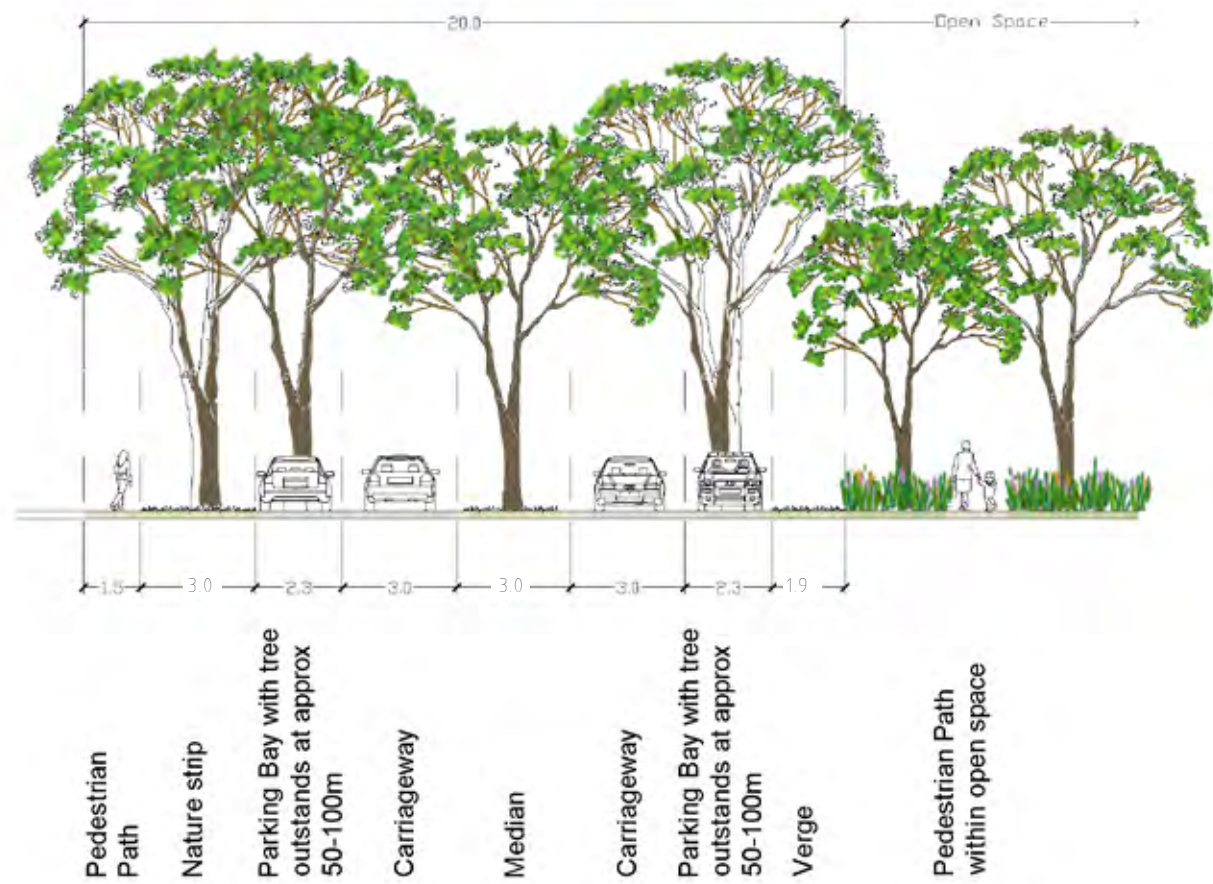 20.0
Open Space
1.5
3.0
2.3
3.0
3.0
3.0
2.3
1.9
Pedestrian
Path
Nature strip
Parking Bay with tree
outstands at approx
50-100m
Carriageway
Median
Carriageway
Parking Bay with tree
outstands at approx
50-100m
Verge
Pedestrian Path
within open space